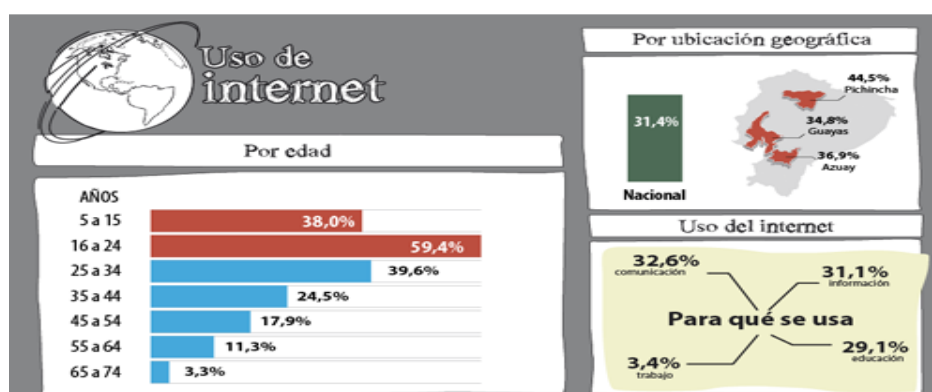 Uso de
internet
Por edad
AÑOS
5 a 15 38,0%
16 a 24 59,4%
25 a 34 39,6%
35 a 44 24,5%
45 a 54 17,9%
55 a 64 11,3%
65 a 74 3,3%
Por ubicación geográfica
31,4%
Nacional
44,5%
Pichincha
34,8%
Guayas
36,9%
Azuay
Uso del internet
32,6%
comunicación
31,1%
información
Para qué se usa
3,4%
trabajo
29,1%
educación